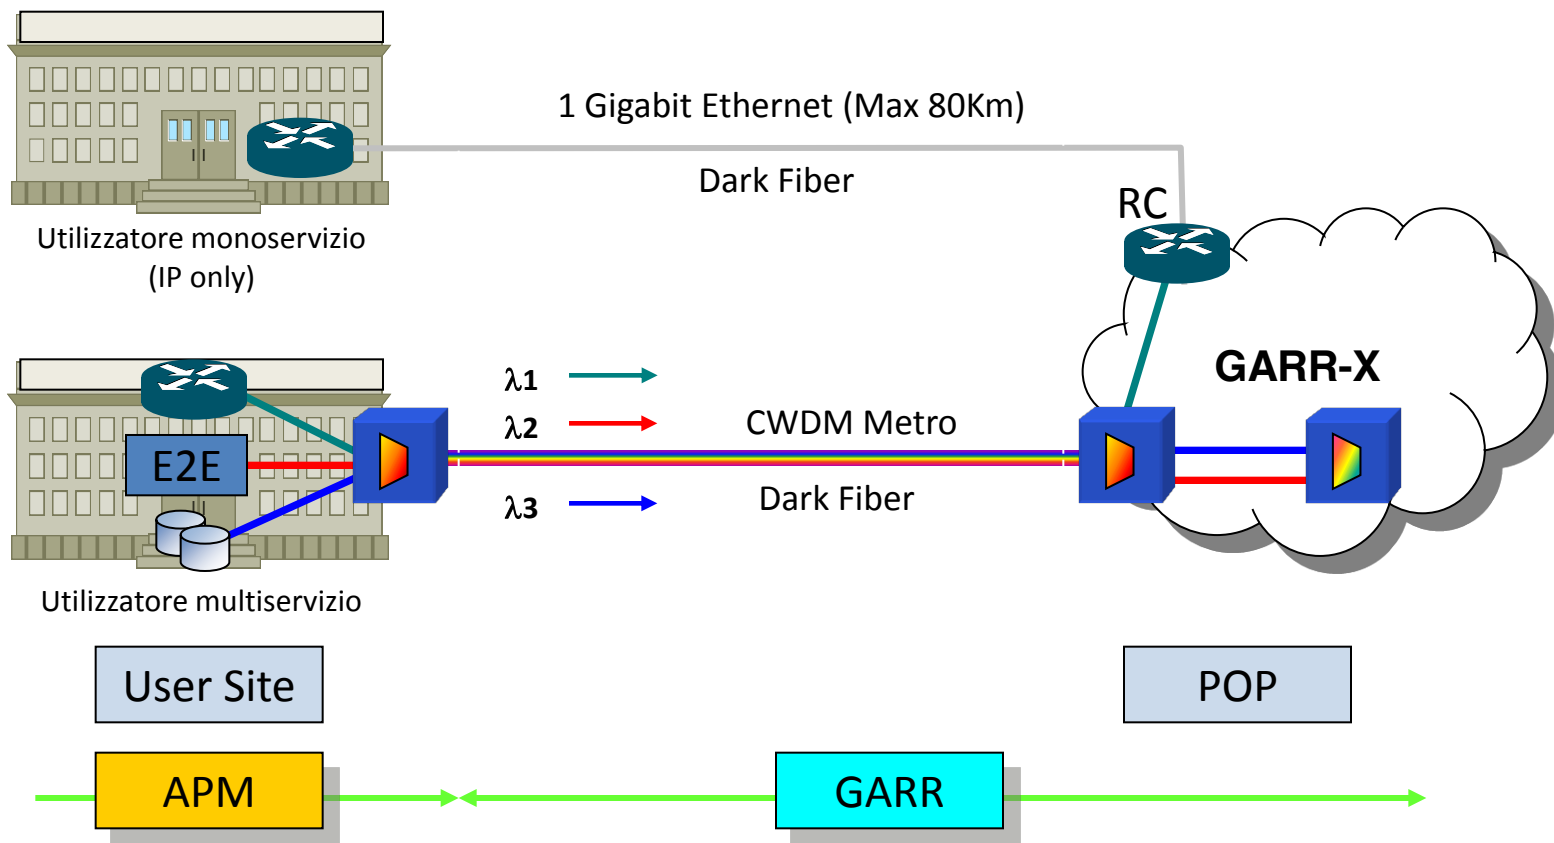 1 Gigabit Ethernet (Max 80Km)
Dark Fiber
RC
Utilizzatore monoservizio
(IP only)
GARR-X
λ1
λ2
CWDM Metro
E2E
λ3
Dark Fiber
Utilizzatore multiservizio
User Site
POP
APM
GARR